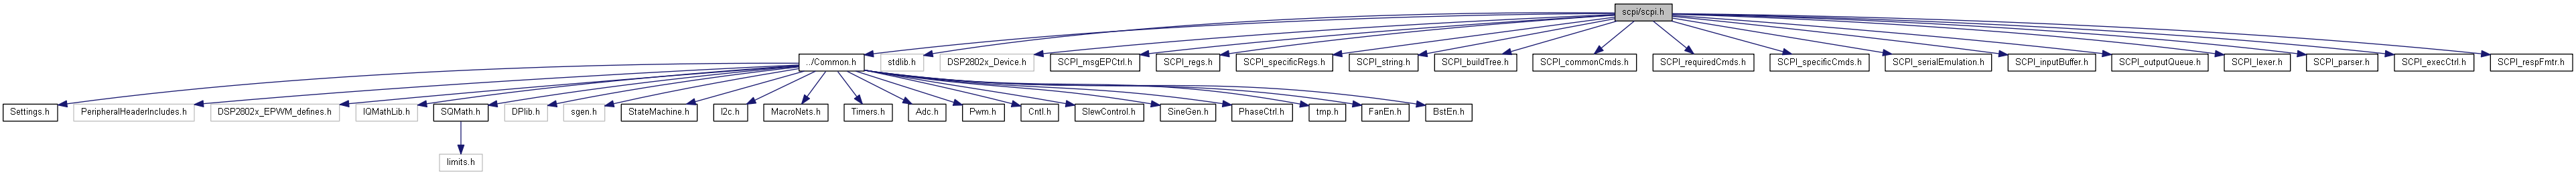 scpi/scpi.h
../Common.h
stdlib.h
DSP2802x_Device.h
SCPI_msgEPCtrl.h
SCPI_regs.h
SCPI_specificRegs.h
SCPI_string.h
SCPI_buildTree.h
SCPI_commonCmds.h
SCPI_requiredCmds.h
SCPI_specificCmds.h
SCPI_serialEmulation.h
SCPI_inputBuffer.h
SCPI_outputQueue.h
SCPI_lexer.h
SCPI_parser.h
SCPI_execCtrl.h
SCPI_respFmtr.h
Settings.h
PeripheralHeaderIncludes.h
DSP2802x_EPWM_defines.h
IQMathLib.h
SQMath.h
DPlib.h
sgen.h
StateMachine.h
I2c.h
MacroNets.h
Timers.h
Adc.h
Pwm.h
Cntl.h
SlewControl.h
SineGen.h
PhaseCtrl.h
tmp.h
FanEn.h
BstEn.h
limits.h